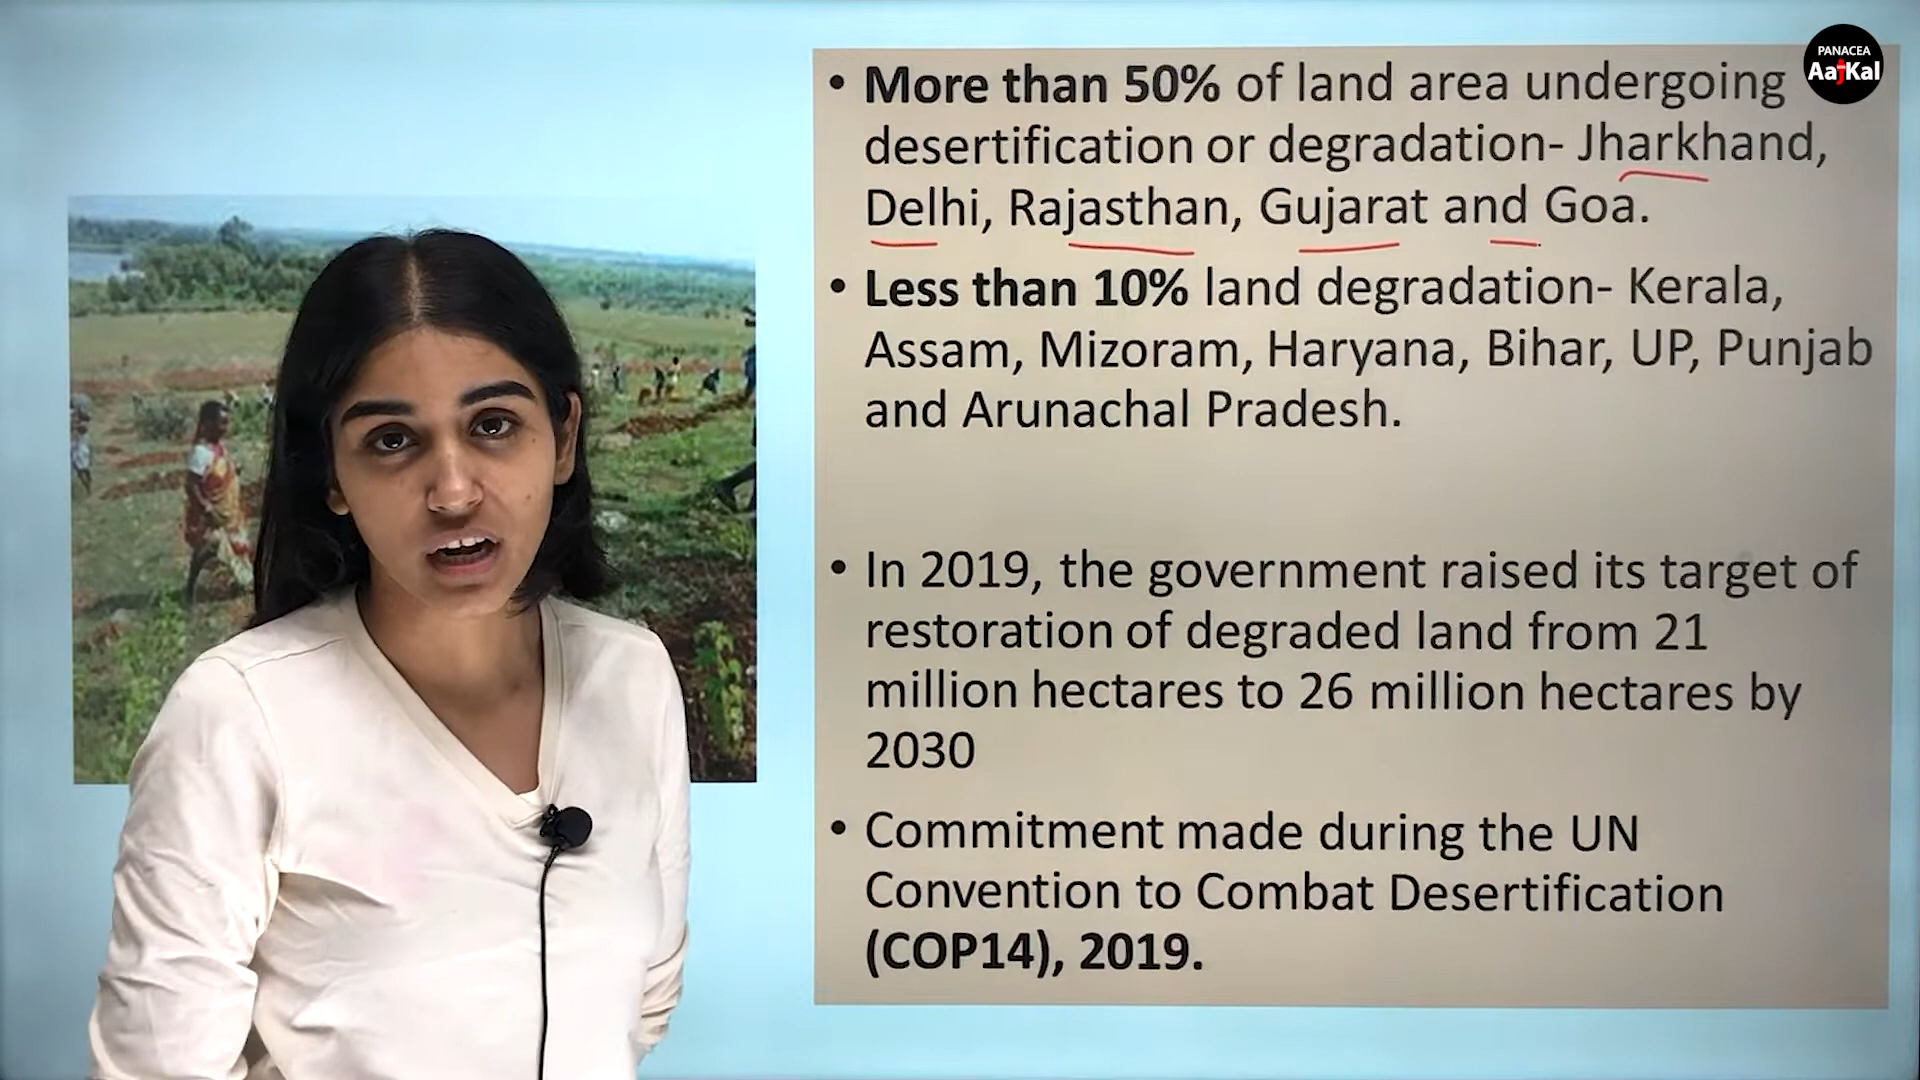 PANACEA
Aaj Kal
• More than 50% of land area undergoing
desertification or degradation- Jharkhand,
Delhi, Rajasthan, Gujarat and Goa.
• Less than 10% land degradation- Kerala,
Assam, Mizoram, Haryana, Bihar, UP, Punjab
and Arunachal Pradesh.
• In 2019, the government raised its target of
restoration of degraded land from 21
million hectares to 26 million hectares by
2030
• Commitment made during the UN
Convention to Combat Desertification
(COP14), 2019.